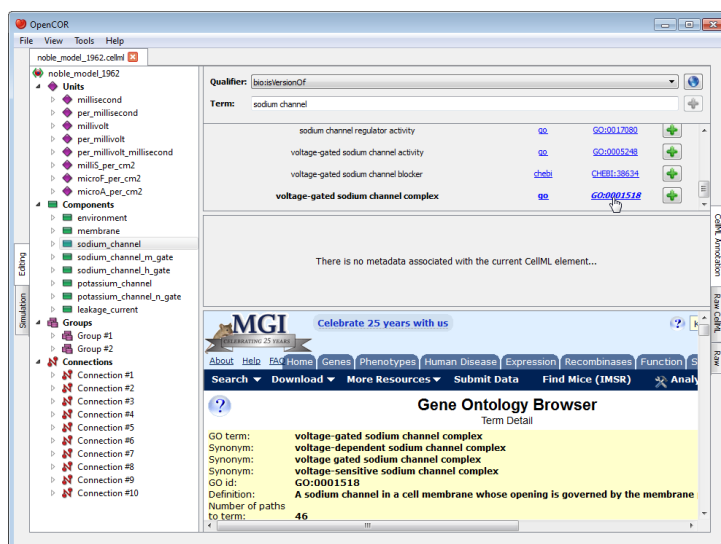 OpenCOR
File View Tools Help
noble_model_1962.cellml
noble_model_1962
Units
millisecond
per_millisecond
millivolt
per_millivolt
per_millivolt_millisecond
milliS_per_cm2
microF_per_cm2
microA_per_cm2
Components
environment
membrane
sodium_channel
sodium_channel_m_gate
sodium_channel_h_gate
potassium_channel
potassium_channel_n_gate
leakage_current
Groups
Group #1
Group #2
Connections
Connection #1
Connection #2
Connection #3
Connection #4
Connection #5
Connection #6
Connection #7
Connection #8
Connection #9
Connection #10
Editing
Simulation
Qualifier: bio:isVersionOf
Term: sodium channel
sodium channel regulator activity go GO:0017080
voltage-gated sodium channel activity go GO:0005248
voltage-gated sodium channel blocker chebi CHEBI:38634
voltage-gated sodium channel complex go GO:0001518
There is no metadata associated with the current CellML element...
MGI
CELEBRATING 25 YEARS
Celebrate 25 years with us
About Help FAQ
Home Genes Phenotypes Human Disease Expression Recombinases Function S
Search Download More Resources Submit Data Find Mice (IMSR) Analy
Gene Ontology Browser
Term Detail
GO term: voltage-gated sodium channel complex
Synonym: voltage-dependent sodium channel complex
Synonym: voltage gated sodium channel complex
Synonym: voltage-sensitive sodium channel complex
GO id: GO:0001518
Definition: A sodium channel in a cell membrane whose opening is governed by the membrane
Number of paths
to term: 46
CellML Annotation
Raw CellML
Raw